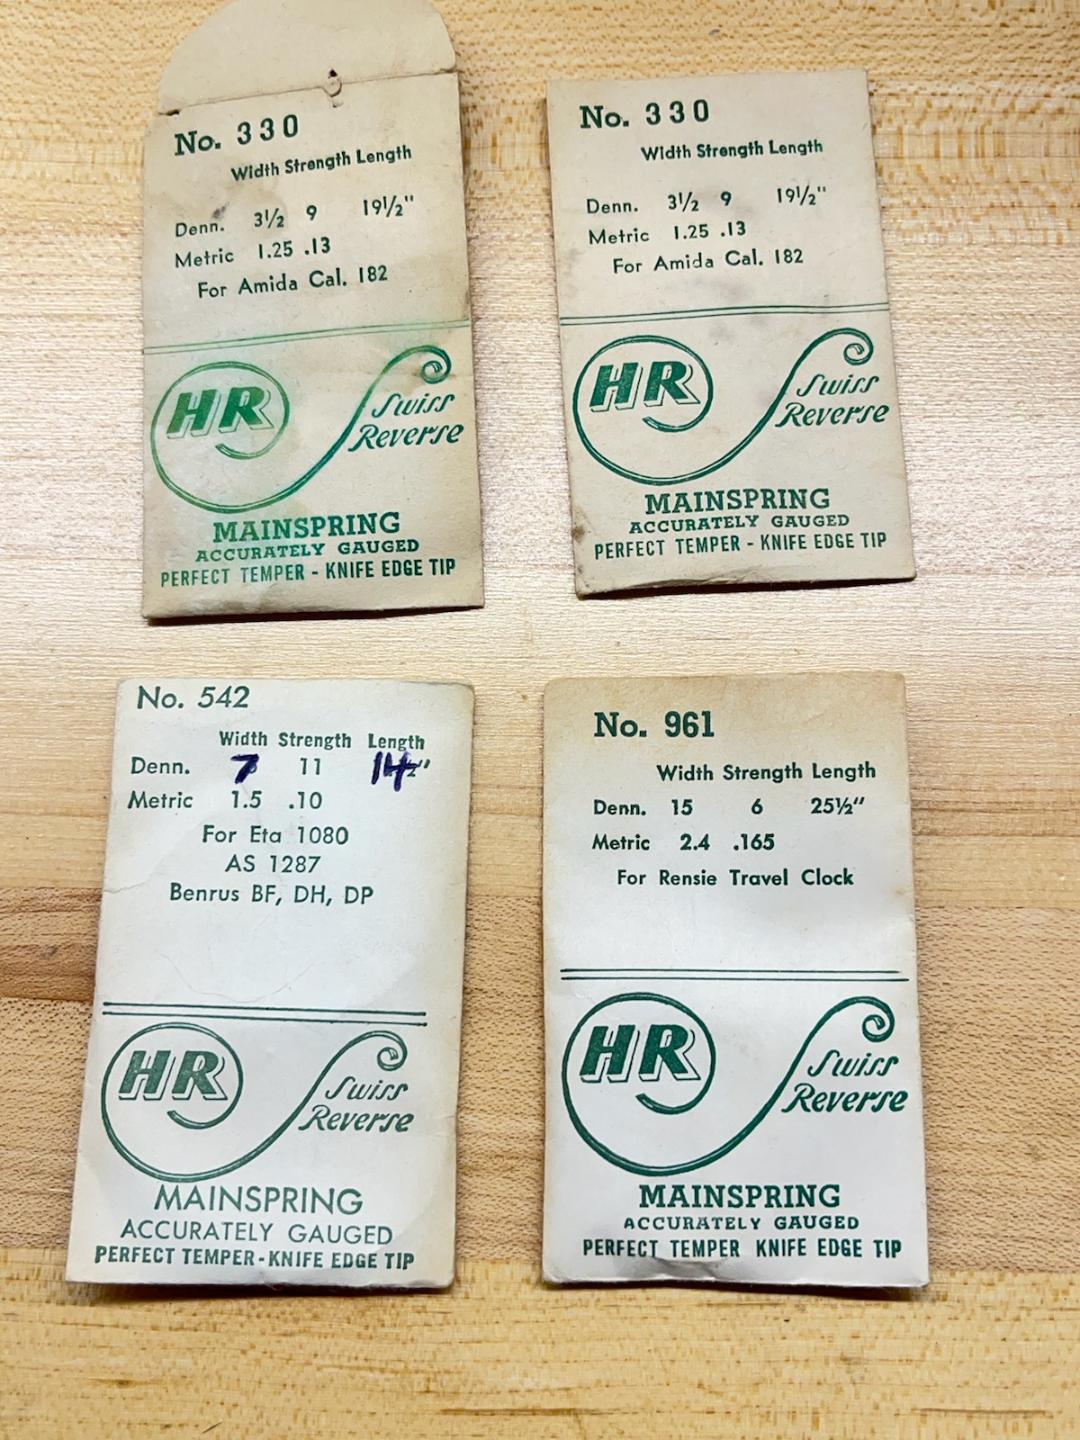 No. 330
Width Strength Length
Denn. 3½ 9 19½"
Metric 1.25 .13
For Amida Cal. 182
HR
Swiss
Reverse
MAINSPRING
ACCURATELY GAUGED
PERFECT TEMPER - KNIFE EDGE TIP
No. 330
Width Strength Length
Denn. 3½ 9 19½"
Metric 1.25 .13
For Amida Cal. 182
HR
Swiss
Reverse
MAINSPRING
ACCURATELY GAUGED
PERFECT TEMPER - KNIFE EDGE TIP
No. 542
Width Strength Length
Denn. 7 11 14"
Metric 1.5 .10
For Eta 1080
AS 1287
Benrus BF, DH, DP
HR
Swiss
Reverse
MAINSPRING
ACCURATELY GAUGED
PERFECT TEMPER - KNIFE EDGE TIP
No. 961
Width Strength Length
Denn. 15 6 25½"
Metric 2.4 .165
For Rensie Travel Clock
HR
Swiss
Reverse
MAINSPRING
ACCURATELY GAUGED
PERFECT TEMPER KNIFE EDGE TIP